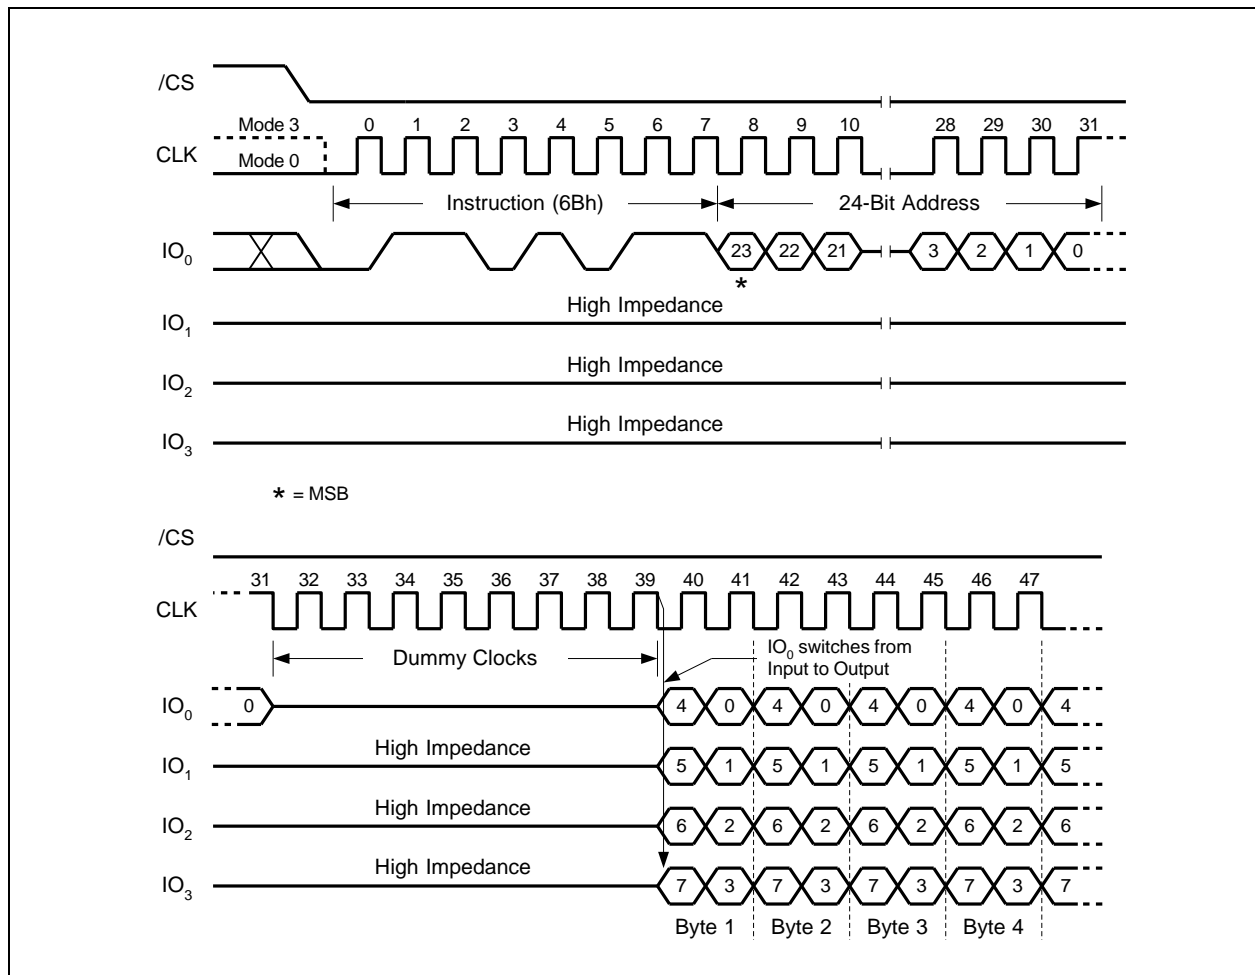 /CS
Mode 3 0 1 2 3 4 5 6 7 8 9 10 28 29 30 31
CLK
Mode 0
Instruction (6Bh) 24-Bit Address
IO0 23 22 21 3 2 1 0
*
High Impedance
IO1
High Impedance
IO2
High Impedance
IO3
* = MSB
/CS
31 32 33 34 35 36 37 38 39 40 41 42 43 44 45 46 47
CLK
Dummy Clocks
IO0 switches from
Input to Output
IO0 0 4 0 4 0 4 0 4 0 4
High Impedance
IO1 5 1 5 1 5 1 5 1 5
High Impedance
IO2 6 2 6 2 6 2 6 2 6
High Impedance
IO3 7 3 7 3 7 3 7 3 7
Byte 1 Byte 2 Byte 3 Byte 4